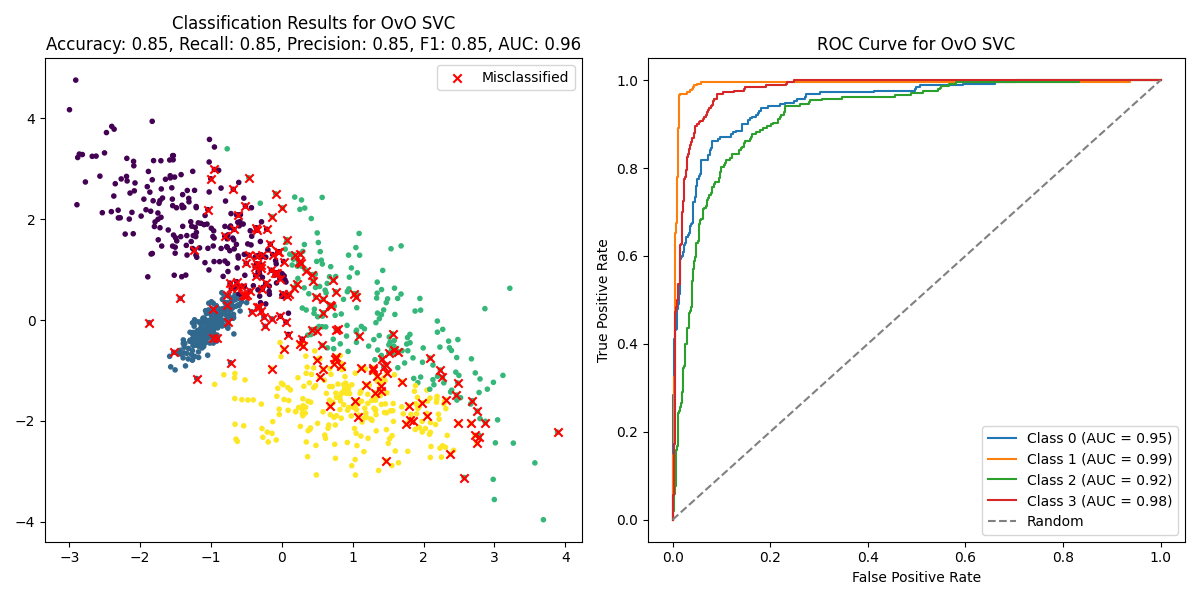 Classification Results for OvO SVC
Accuracy: 0.85, Recall: 0.85, Precision: 0.85, F1: 0.85, AUC: 0.96
Misclassified
4
2
0
−2
−4
−3
−2
−1
0
1
2
3
4
ROC Curve for OvO SVC
True Positive Rate
1.0
0.8
0.6
0.4
0.2
0.0
Class 0 (AUC = 0.95)
Class 1 (AUC = 0.99)
Class 2 (AUC = 0.92)
Class 3 (AUC = 0.98)
Random
0.0
0.2
0.4
0.6
0.8
1.0
False Positive Rate